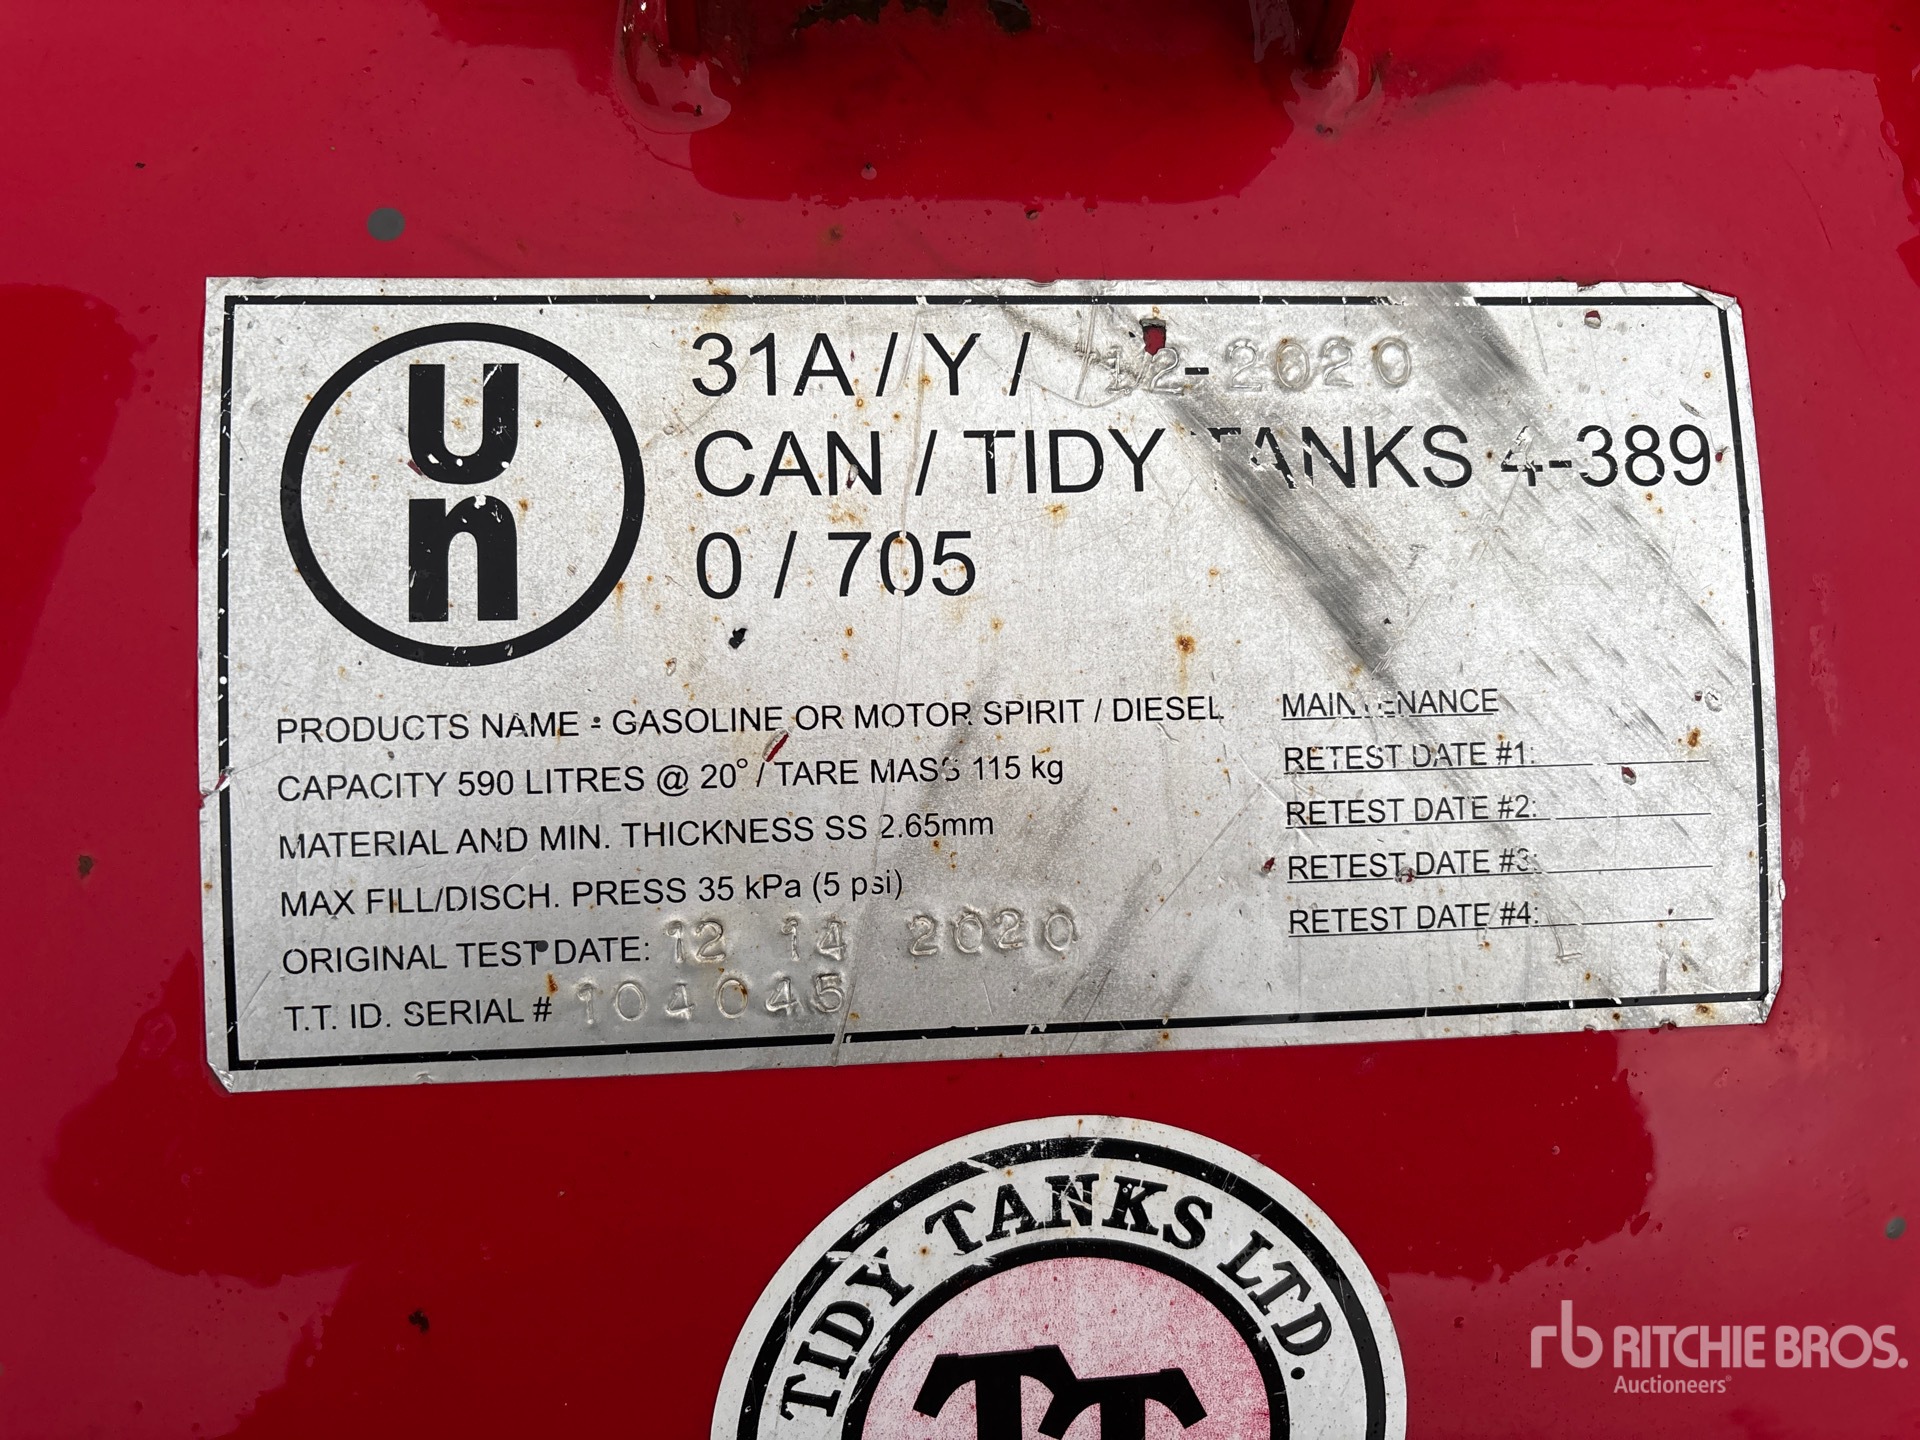 un
31A / Y / 12-2020
CAN / TIDY TANKS 4-389
0 / 705
PRODUCTS NAME - GASOLINE OR MOTOR SPIRIT / DIESEL
CAPACITY 590 LITRES @ 20° / TARE MASS 115 kg
MATERIAL AND MIN. THICKNESS SS 2.65mm
MAX FILL/DISCH. PRESS 35 kPa (5 psi)
ORIGINAL TEST DATE: 12 14 2020
T.T. ID. SERIAL # 104045
MAINTENANCE
RETEST DATE #1:
RETEST DATE #2:
RETEST DATE #3:
RETEST DATE #4:
TIDY TANKS LTD.
TT
rb RITCHIE BROS.
Auctioneers